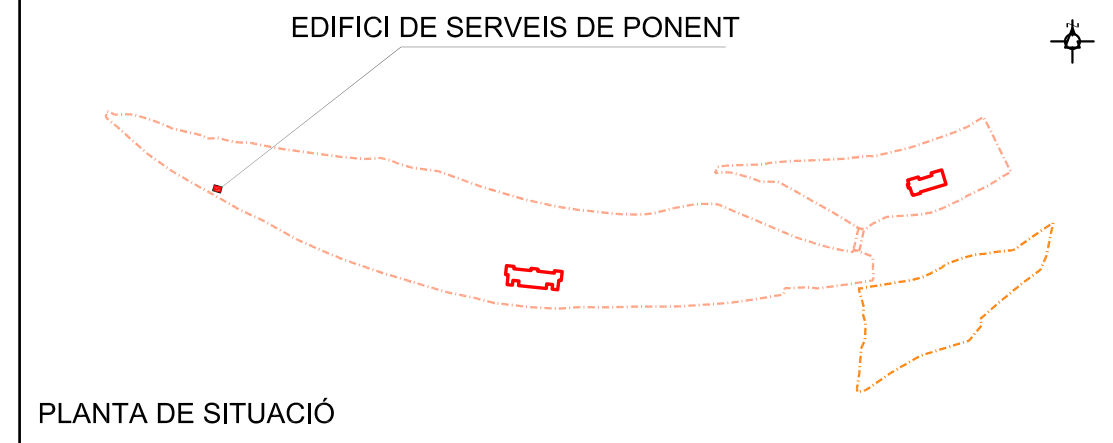 EDIFICI DE SERVEIS DE PONENT
N
PLANTA DE SITUACIÓ